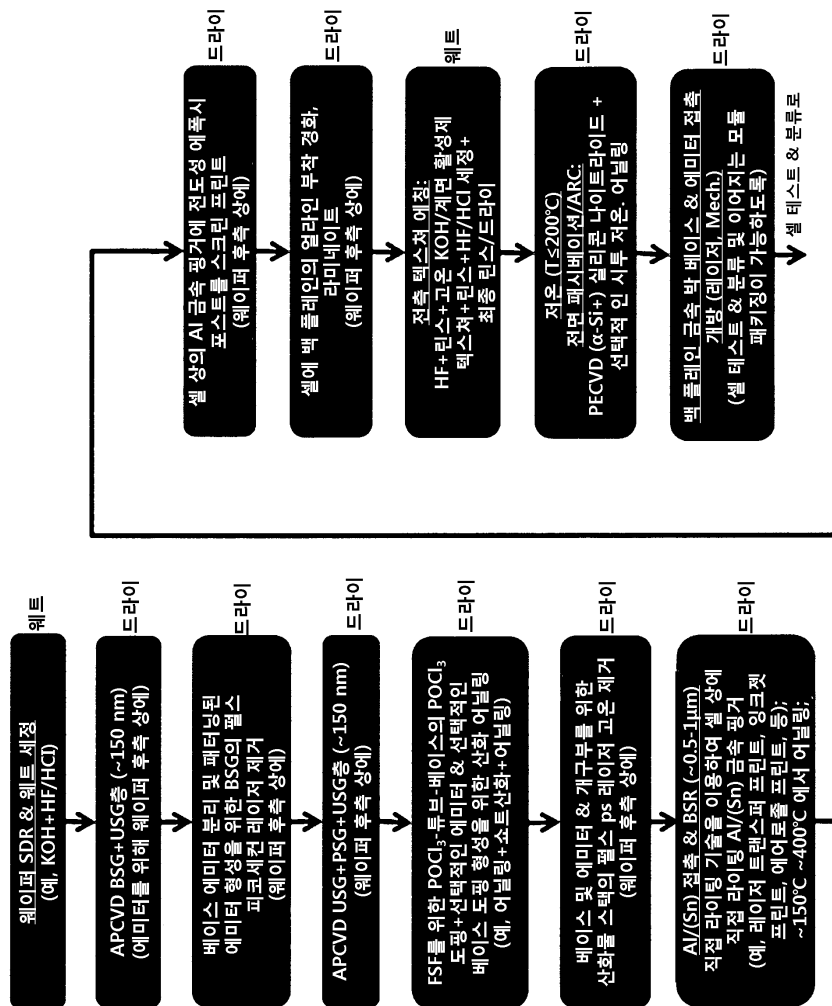 웨이퍼 SDR & 웨트 세정
(예, KOH+HF/HCl)
웨트
APCVD BSG+USG층 (~150 nm)
(에미터를 위해 웨이퍼 후측 상에)
드라이
베이스 에미터 분리 및 패터닝된
에미터 형성을 위한 BSG의 펄스
피코세컨 레이저 제거
(웨이퍼 후측 상에)
드라이
APCVD USG+PSG+USG층 (~150 nm)
(웨이퍼 후측 상에)
드라이
FSF를 위한 POCl₃-튜브-베이스의 POCl₃
도핑+선택적인 에미터 & 선택적인
베이스 도핑 형성을 위한 산화 어닐링
(예, 어닐링+쇼트산화+어닐링)
드라이
베이스 및 에미터 & 개구부를 위한
산화물 스택의 펄스 ps 레이저 고온 제거
(웨이퍼 후측 상에)
드라이
Al/(Sn) 접촉 & BSR (~0.5-1μm)
직접 라이팅 기술을 이용하여 셀 상에
직접 라이팅 Al/(Sn) 금속 핑거
(예, 레이저 트랜스퍼 프린트, 잉크젯
프린트, 에어로졸 프린트, 등);
~150℃ ~400℃ 에서 어닐링;
드라이
셀 상의 Al 금속 핑거에 전도성 에폭시
포스트를 스크린 프린트
(웨이퍼 후측 상에)
드라이
셀에 백 플레인의 얼라인 부착 경화,
라미네이트
(웨이퍼 후측 상에)
드라이
전측 텍스쳐 에칭:
HF+린스+고온 KOH/계면 활성제
텍스쳐+린스+HF/HCl 세정+
최종 린스/드라이
웨트
저온 (T≤200℃)
전면 패시베이션/ARC:
PECVD (α-Si+) 실리콘 나이트라이드 +
선택적 인 시투 저온- 어닐링
드라이
백 플레인 금속 박 베이스 & 에미터 접촉
개방 (레이저, Mech.)
(셀 테스트 & 분류 및 이어지는 모듈
패키징이 가능하도록)
드라이
셀 테스트 & 분류로